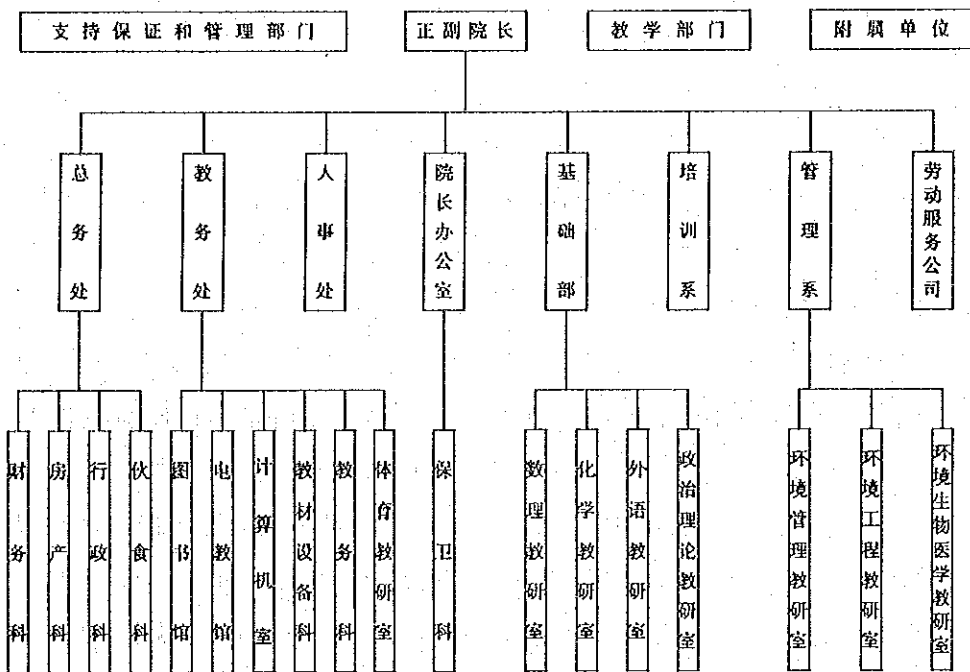 支持保证和管理部门
正副院长
教学部门
附属单位
总务处
教务处
人事处
院长办公室
基础部
培训系
管理系
劳动服务公司
财务科
房产科
行政科
伙食科
图书馆
电教馆
计算机室
教材设备科
教务科
体育教研室
保卫科
数理教研室
化学教研室
外语教研室
政治理论教研室
环境管理教研室
环境工程教研室
环境生物医学教研室